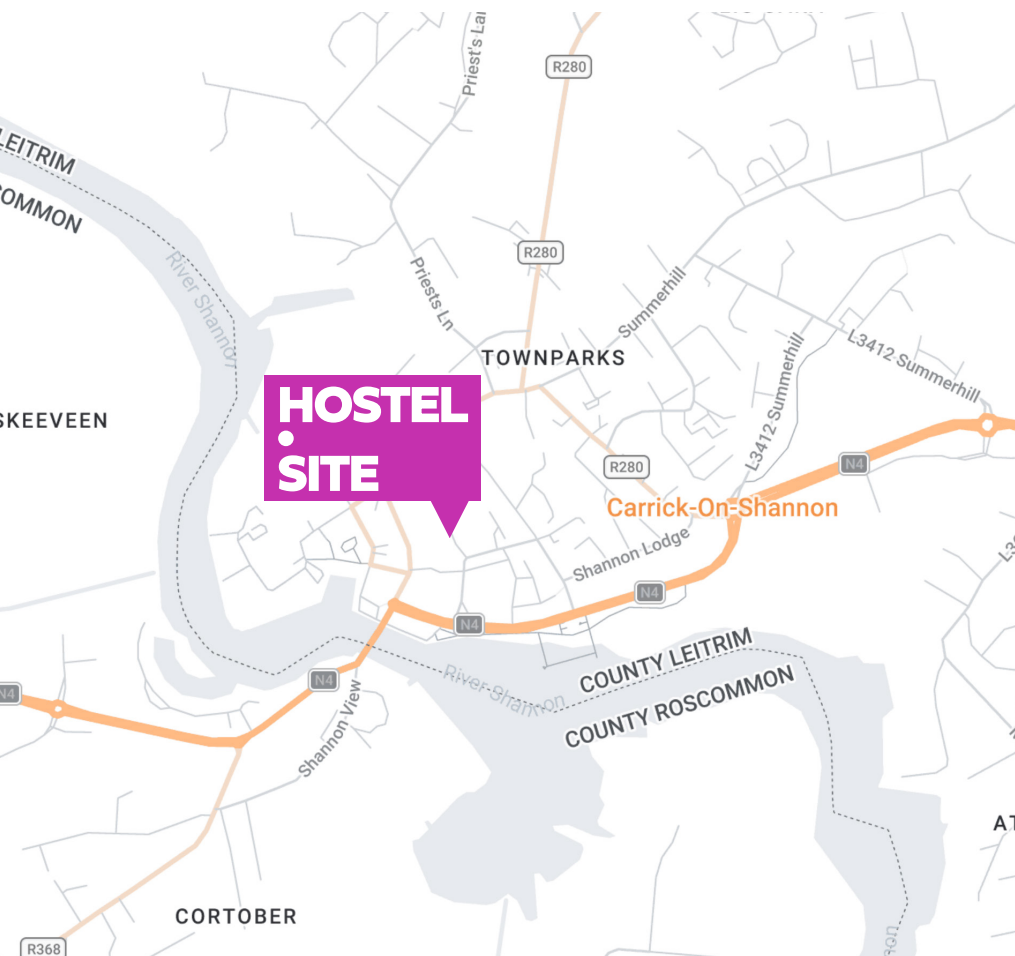 R280
Priest's La
LEITRIM
COMMON
River Shannon
R280
Priests Ln
Summerhill
L3412 Summerhill
TOWNPARKS
L3412 Summerhill
HOSTEL
SITE
SKEEVEEN
R280
N4
Carrick-On-Shannon
Shannon Lodge
N4
N4
COUNTY LEITRIM
River Shannon
COUNTY ROSCOMMON
N4
N4
Shannon View
AT
CORTOBER
R368